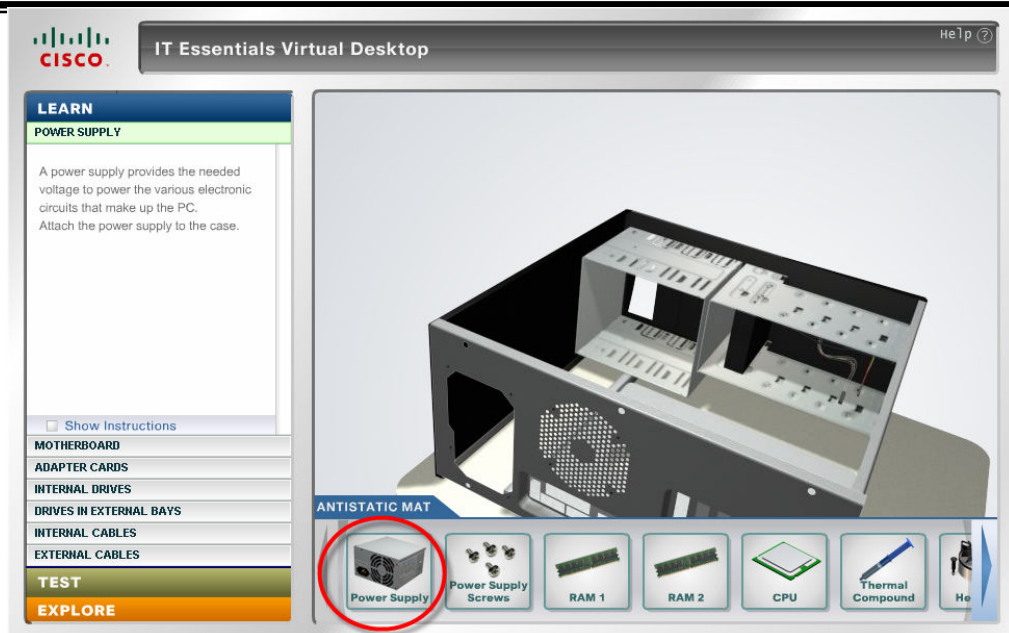 CISCO
IT Essentials Virtual Desktop
Help ?
LEARN
POWER SUPPLY
A power supply provides the needed
voltage to power the various electronic
circuits that make up the PC.
Attach the power supply to the case.
Show Instructions
MOTHERBOARD
ADAPTER CARDS
INTERNAL DRIVES
DRIVES IN EXTERNAL BAYS
INTERNAL CABLES
EXTERNAL CABLES
TEST
EXPLORE
ANTISTATIC MAT
Power Supply
Power Supply
Screws
RAM 1
RAM 2
CPU
Thermal
Compound
He